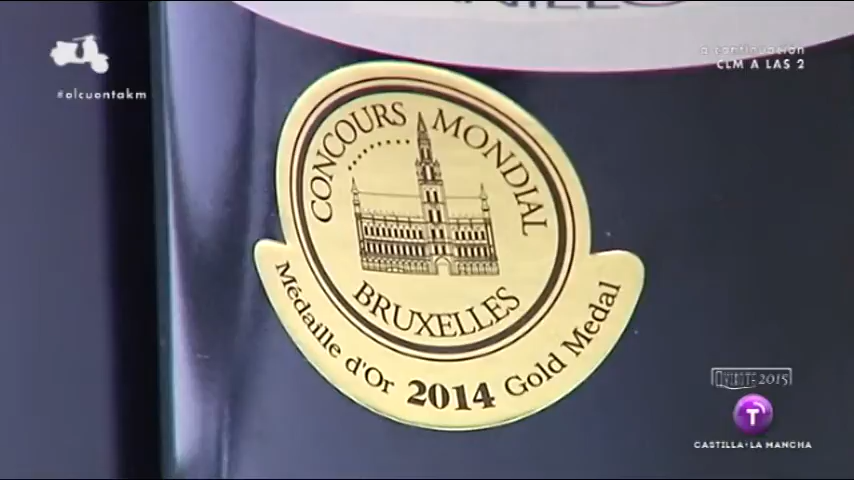 a continuación
CLM A LAS 2
#elcuentakm
CONCOURS MONDIAL
BRUXELLES
Médaille d'Or 2014 Gold Medal
2015
T
CASTILLA-LA MANCHA